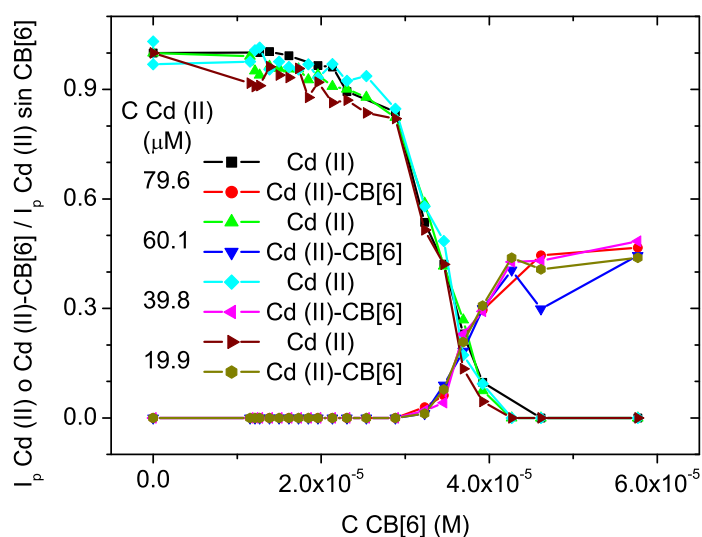 I_p Cd (II) o Cd (II)-CB[6] / I_p Cd (II) sin CB[6]
0.9
0.6
0.3
0.0
C Cd (II)
(μM)
79.6
Cd (II)
Cd (II)-CB[6]
60.1
Cd (II)
Cd (II)-CB[6]
39.8
Cd (II)
Cd (II)-CB[6]
19.9
Cd (II)
Cd (II)-CB[6]
0.0 2.0x10⁻⁵ 4.0x10⁻⁵ 6.0x10⁻⁵
C CB[6] (M)